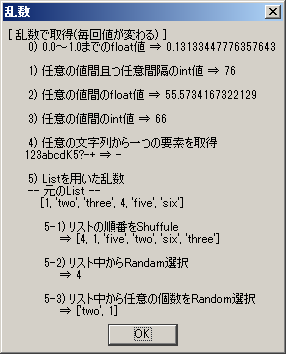 乱数
[ 乱数で取得(毎回値が変わる) ]
0) 0.0～1.0までのfloat値 ⇒ 0.13133447776357643
1) 任意の値間且つ任意間隔のint値 ⇒ 76
2) 任意の値間のfloat値 ⇒ 55.5734167322129
3) 任意の値間のint値 ⇒ 66
4) 任意の文字列から一つの要素を取得
123abcdK5?-+ ⇒ -
5) Listを用いた乱数
-- 元のList --
[1, 'two', 'three', 4, 'five', 'six']
5-1) リストの順番をShuffule
⇒ [4, 1, 'five', 'two', 'six', 'three']
5-2) リスト中からRandam選択
⇒ 4
5-3) リスト中から任意の個数をRandom選択
⇒ ['two', 1]
OK